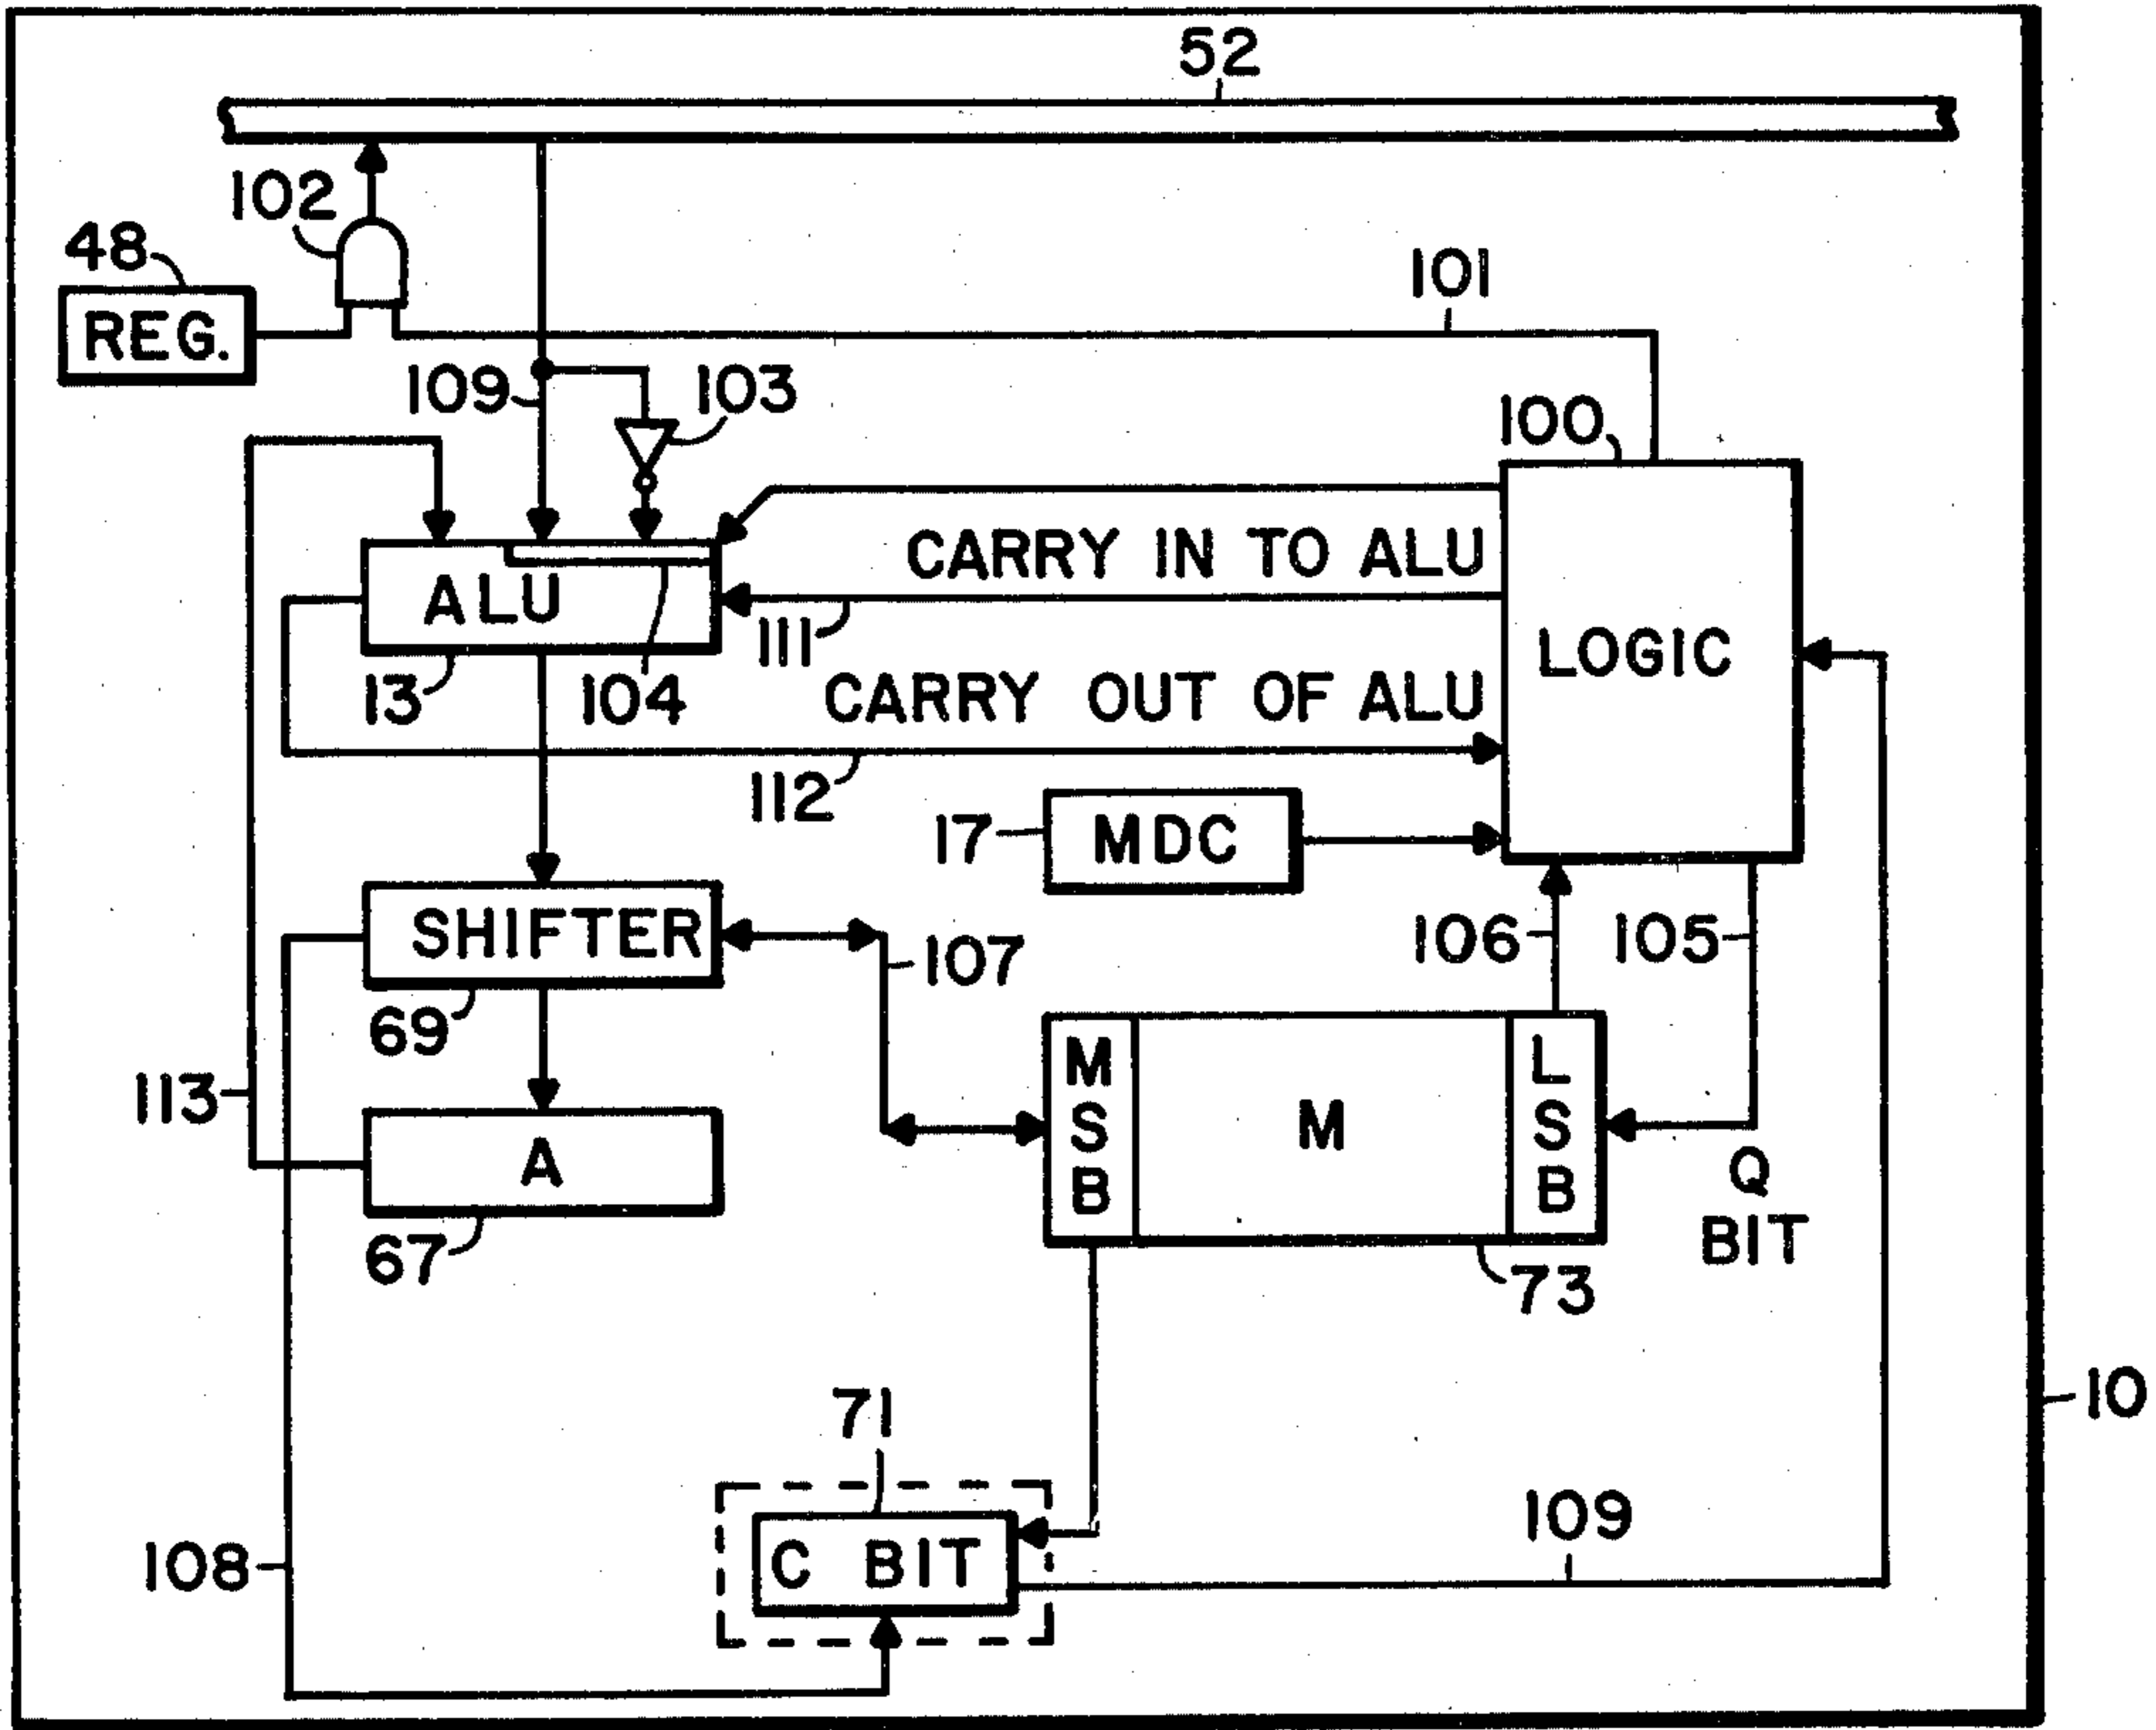 52
102
48
REG.
101
109
103
100
CARRY IN TO ALU
ALU
111
LOGIC
13
104
CARRY OUT OF ALU
112
17
MDC
SHIFTER
107
106
105
69
MSB
M
LSB
113
A
Q
BIT
67
73
10
71
109
C BIT
108